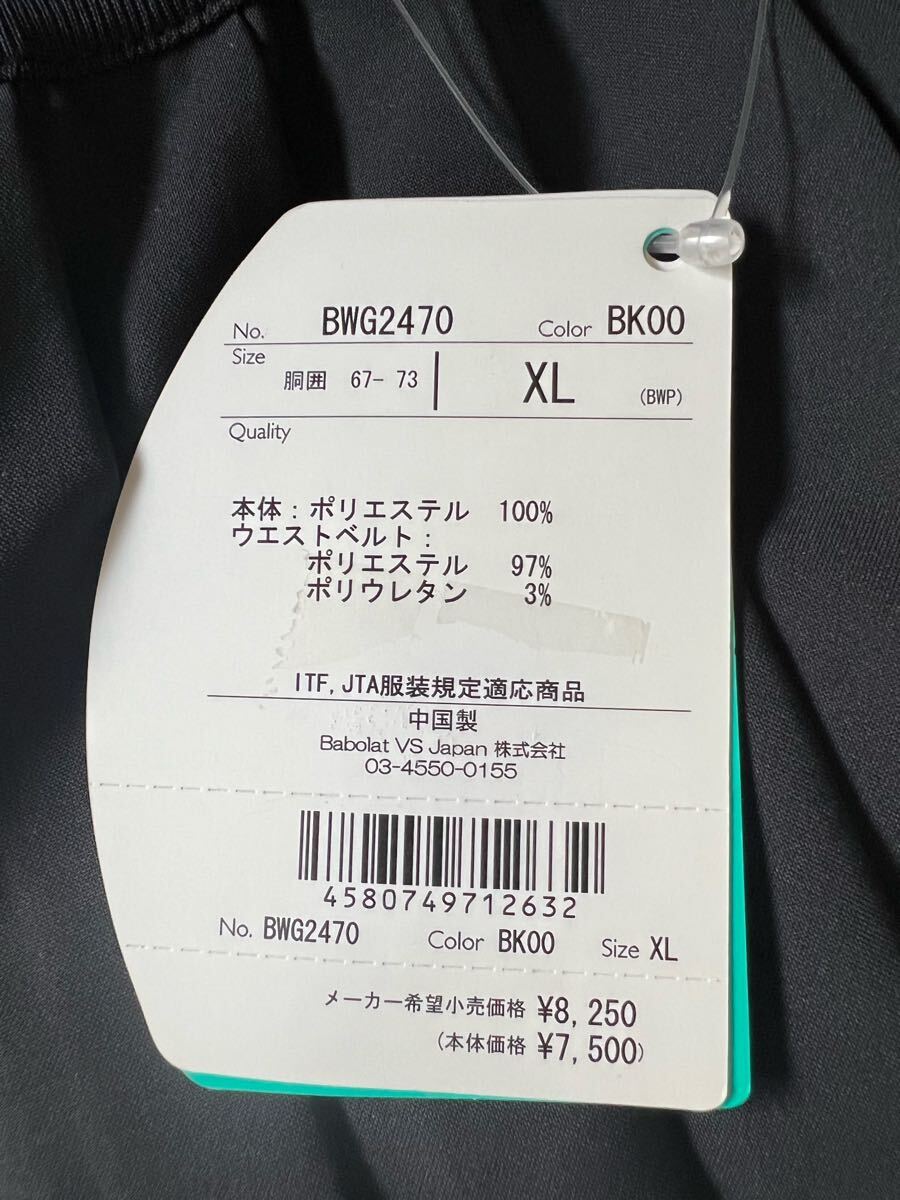 No. BWG2470 Color BK00
Size
胴囲 67- 73 XL (BWP)
Quality
本体：ポリエステル 100%
ウエストベルト：
ポリエステル 97%
ポリウレタン 3%
ITF,JTA服装規定適応商品
中国製
Babolat VS Japan 株式会社
03-4550-0155
4580749712632
No. BWG2470 Color BK00 Size XL
メーカー希望小売価格 ¥8,250
(本体価格 ¥7,500)